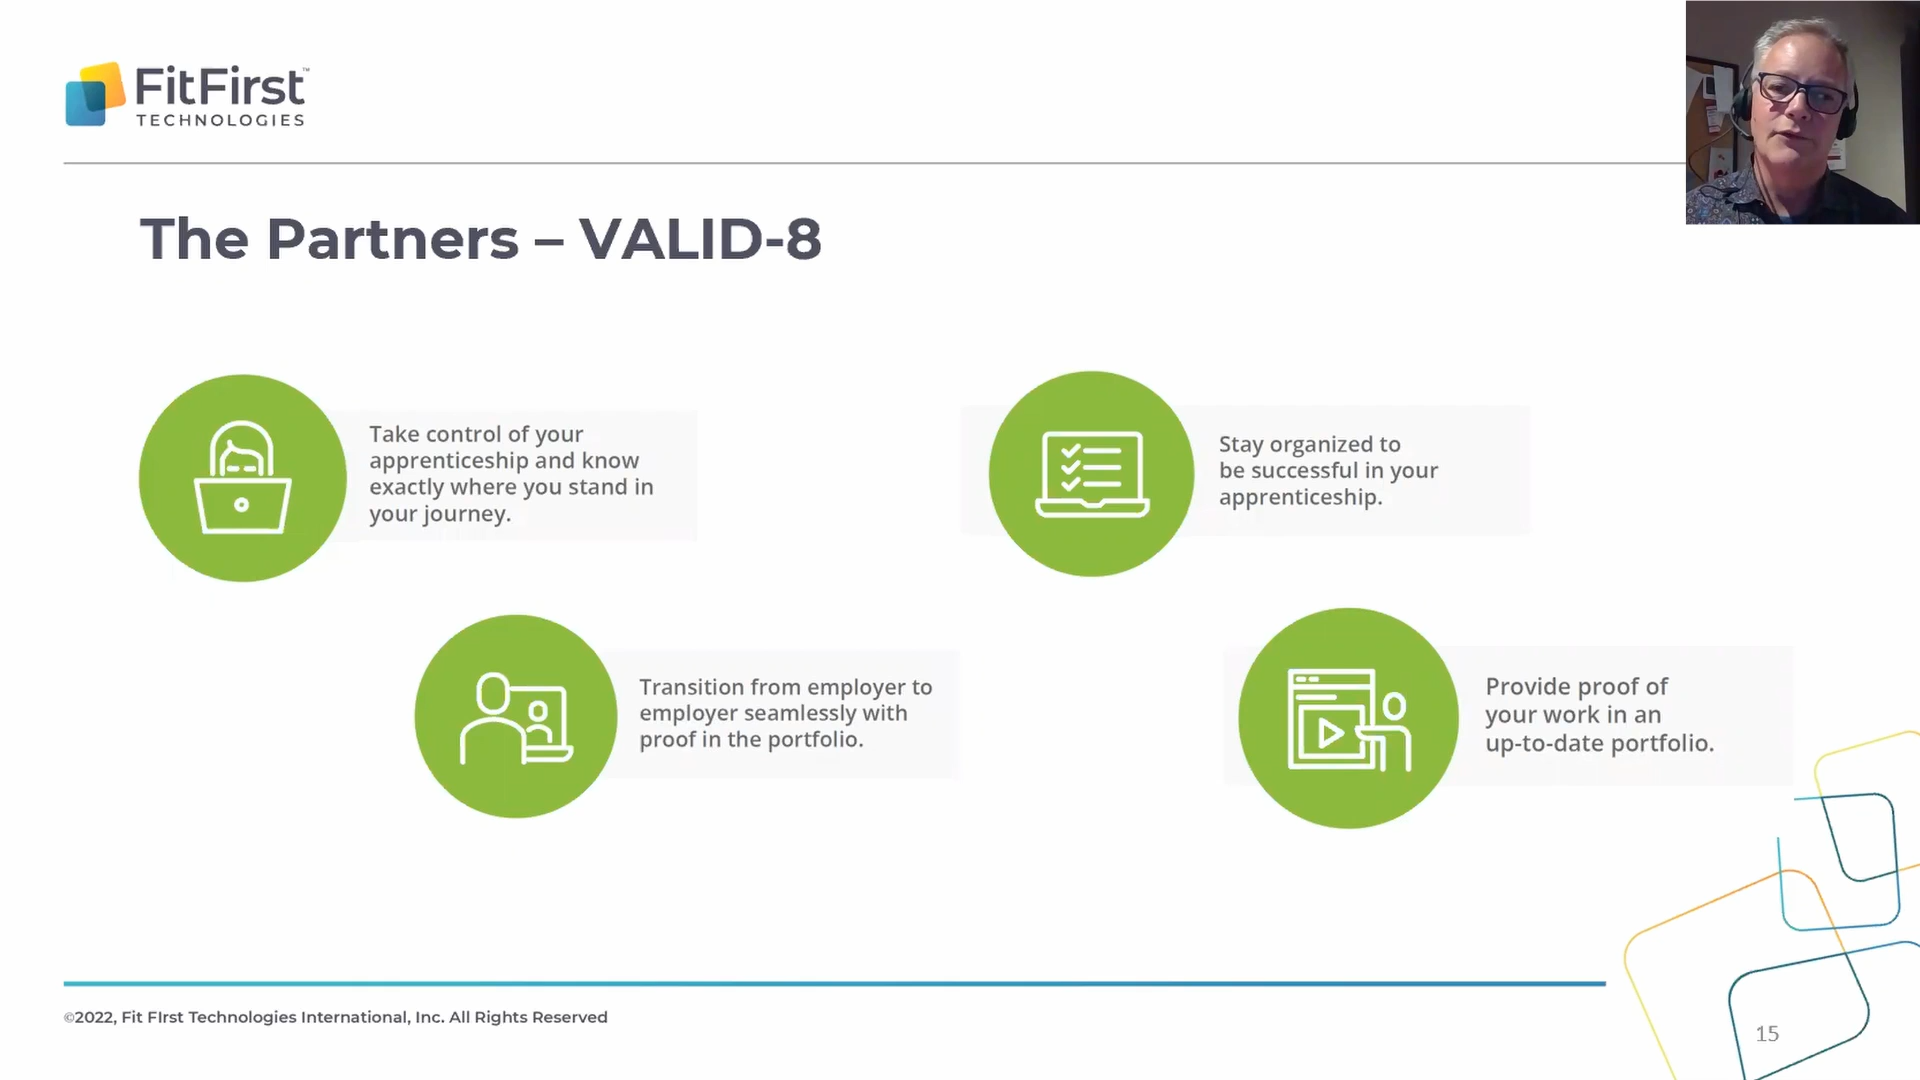 FitFirst™
TECHNOLOGIES
The Partners – VALID-8
Take control of your
apprenticeship and know
exactly where you stand in
your journey.
Stay organized to
be successful in your
apprenticeship.
Transition from employer to
employer seamlessly with
proof in the portfolio.
Provide proof of
your work in an
up-to-date portfolio.
©2022, Fit FIrst Technologies International, Inc. All Rights Reserved
15